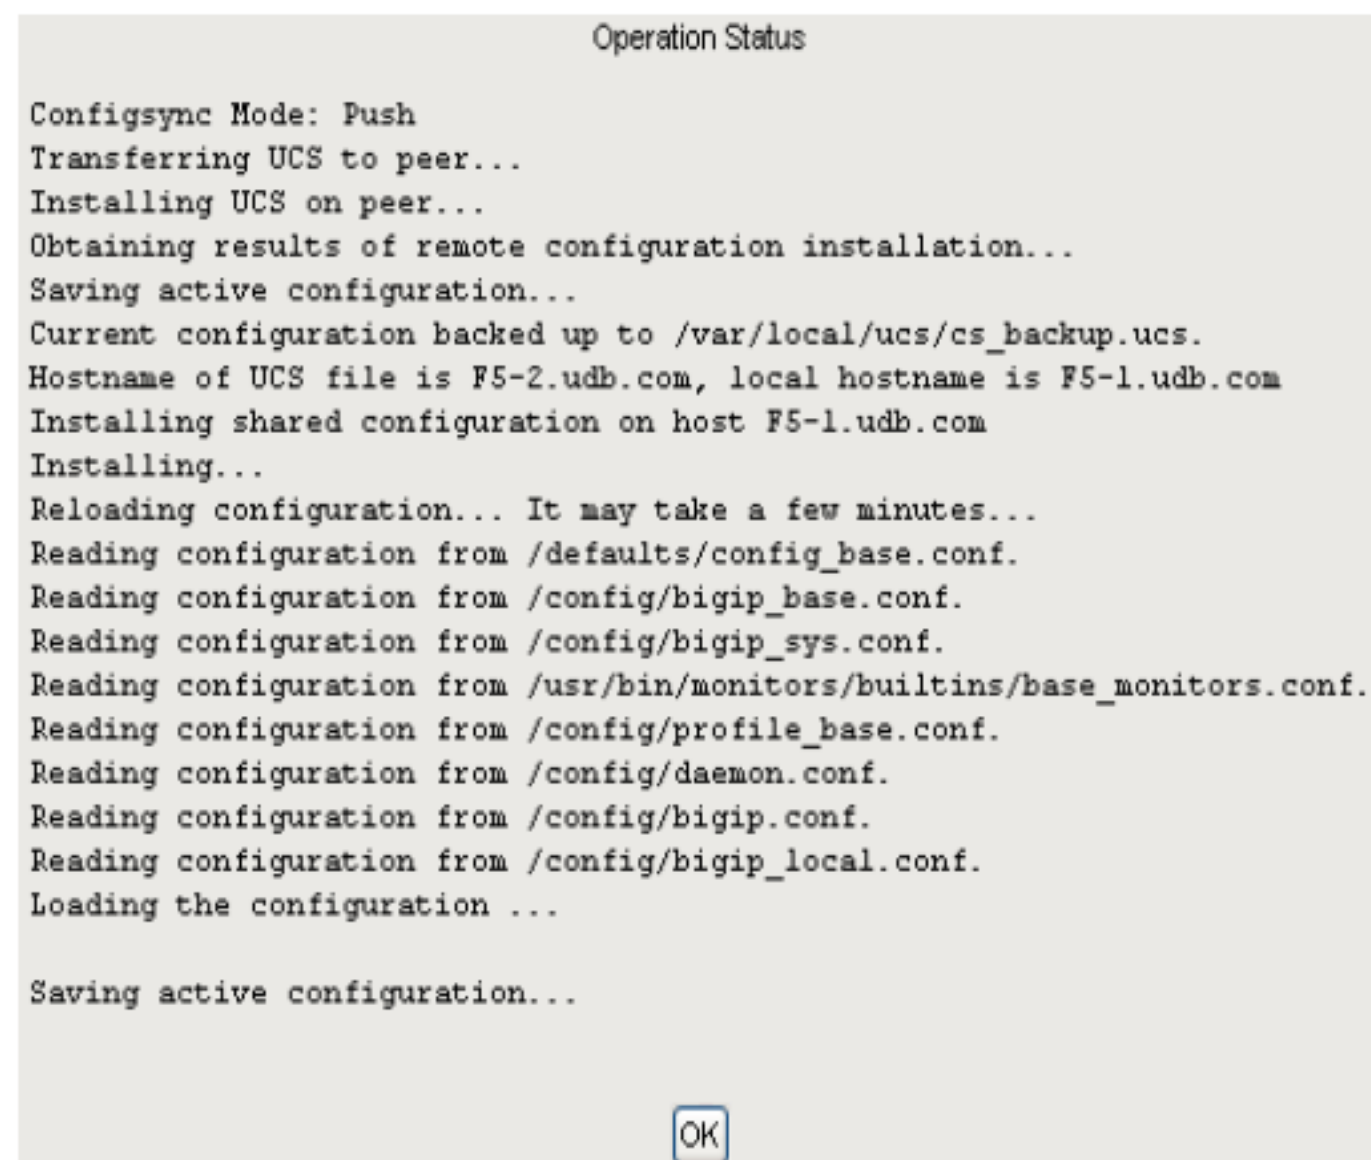 Operation Status
Configsync Mode: Push
Transferring UCS to peer...
Installing UCS on peer...
Obtaining results of remote configuration installation...
Saving active configuration...
Current configuration backed up to /var/local/ucs/cs_backup.ucs.
Hostname of UCS file is F5-2.udb.com, local hostname is F5-1.udb.com
Installing shared configuration on host F5-1.udb.com
Installing...
Reloading configuration... It may take a few minutes...
Reading configuration from /defaults/config_base.conf.
Reading configuration from /config/bigip_base.conf.
Reading configuration from /config/bigip_sys.conf.
Reading configuration from /usr/bin/monitors/builtins/base_monitors.conf.
Reading configuration from /config/profile_base.conf.
Reading configuration from /config/daemon.conf.
Reading configuration from /config/bigip.conf.
Reading configuration from /config/bigip_local.conf.
Loading the configuration ...
Saving active configuration...
OK